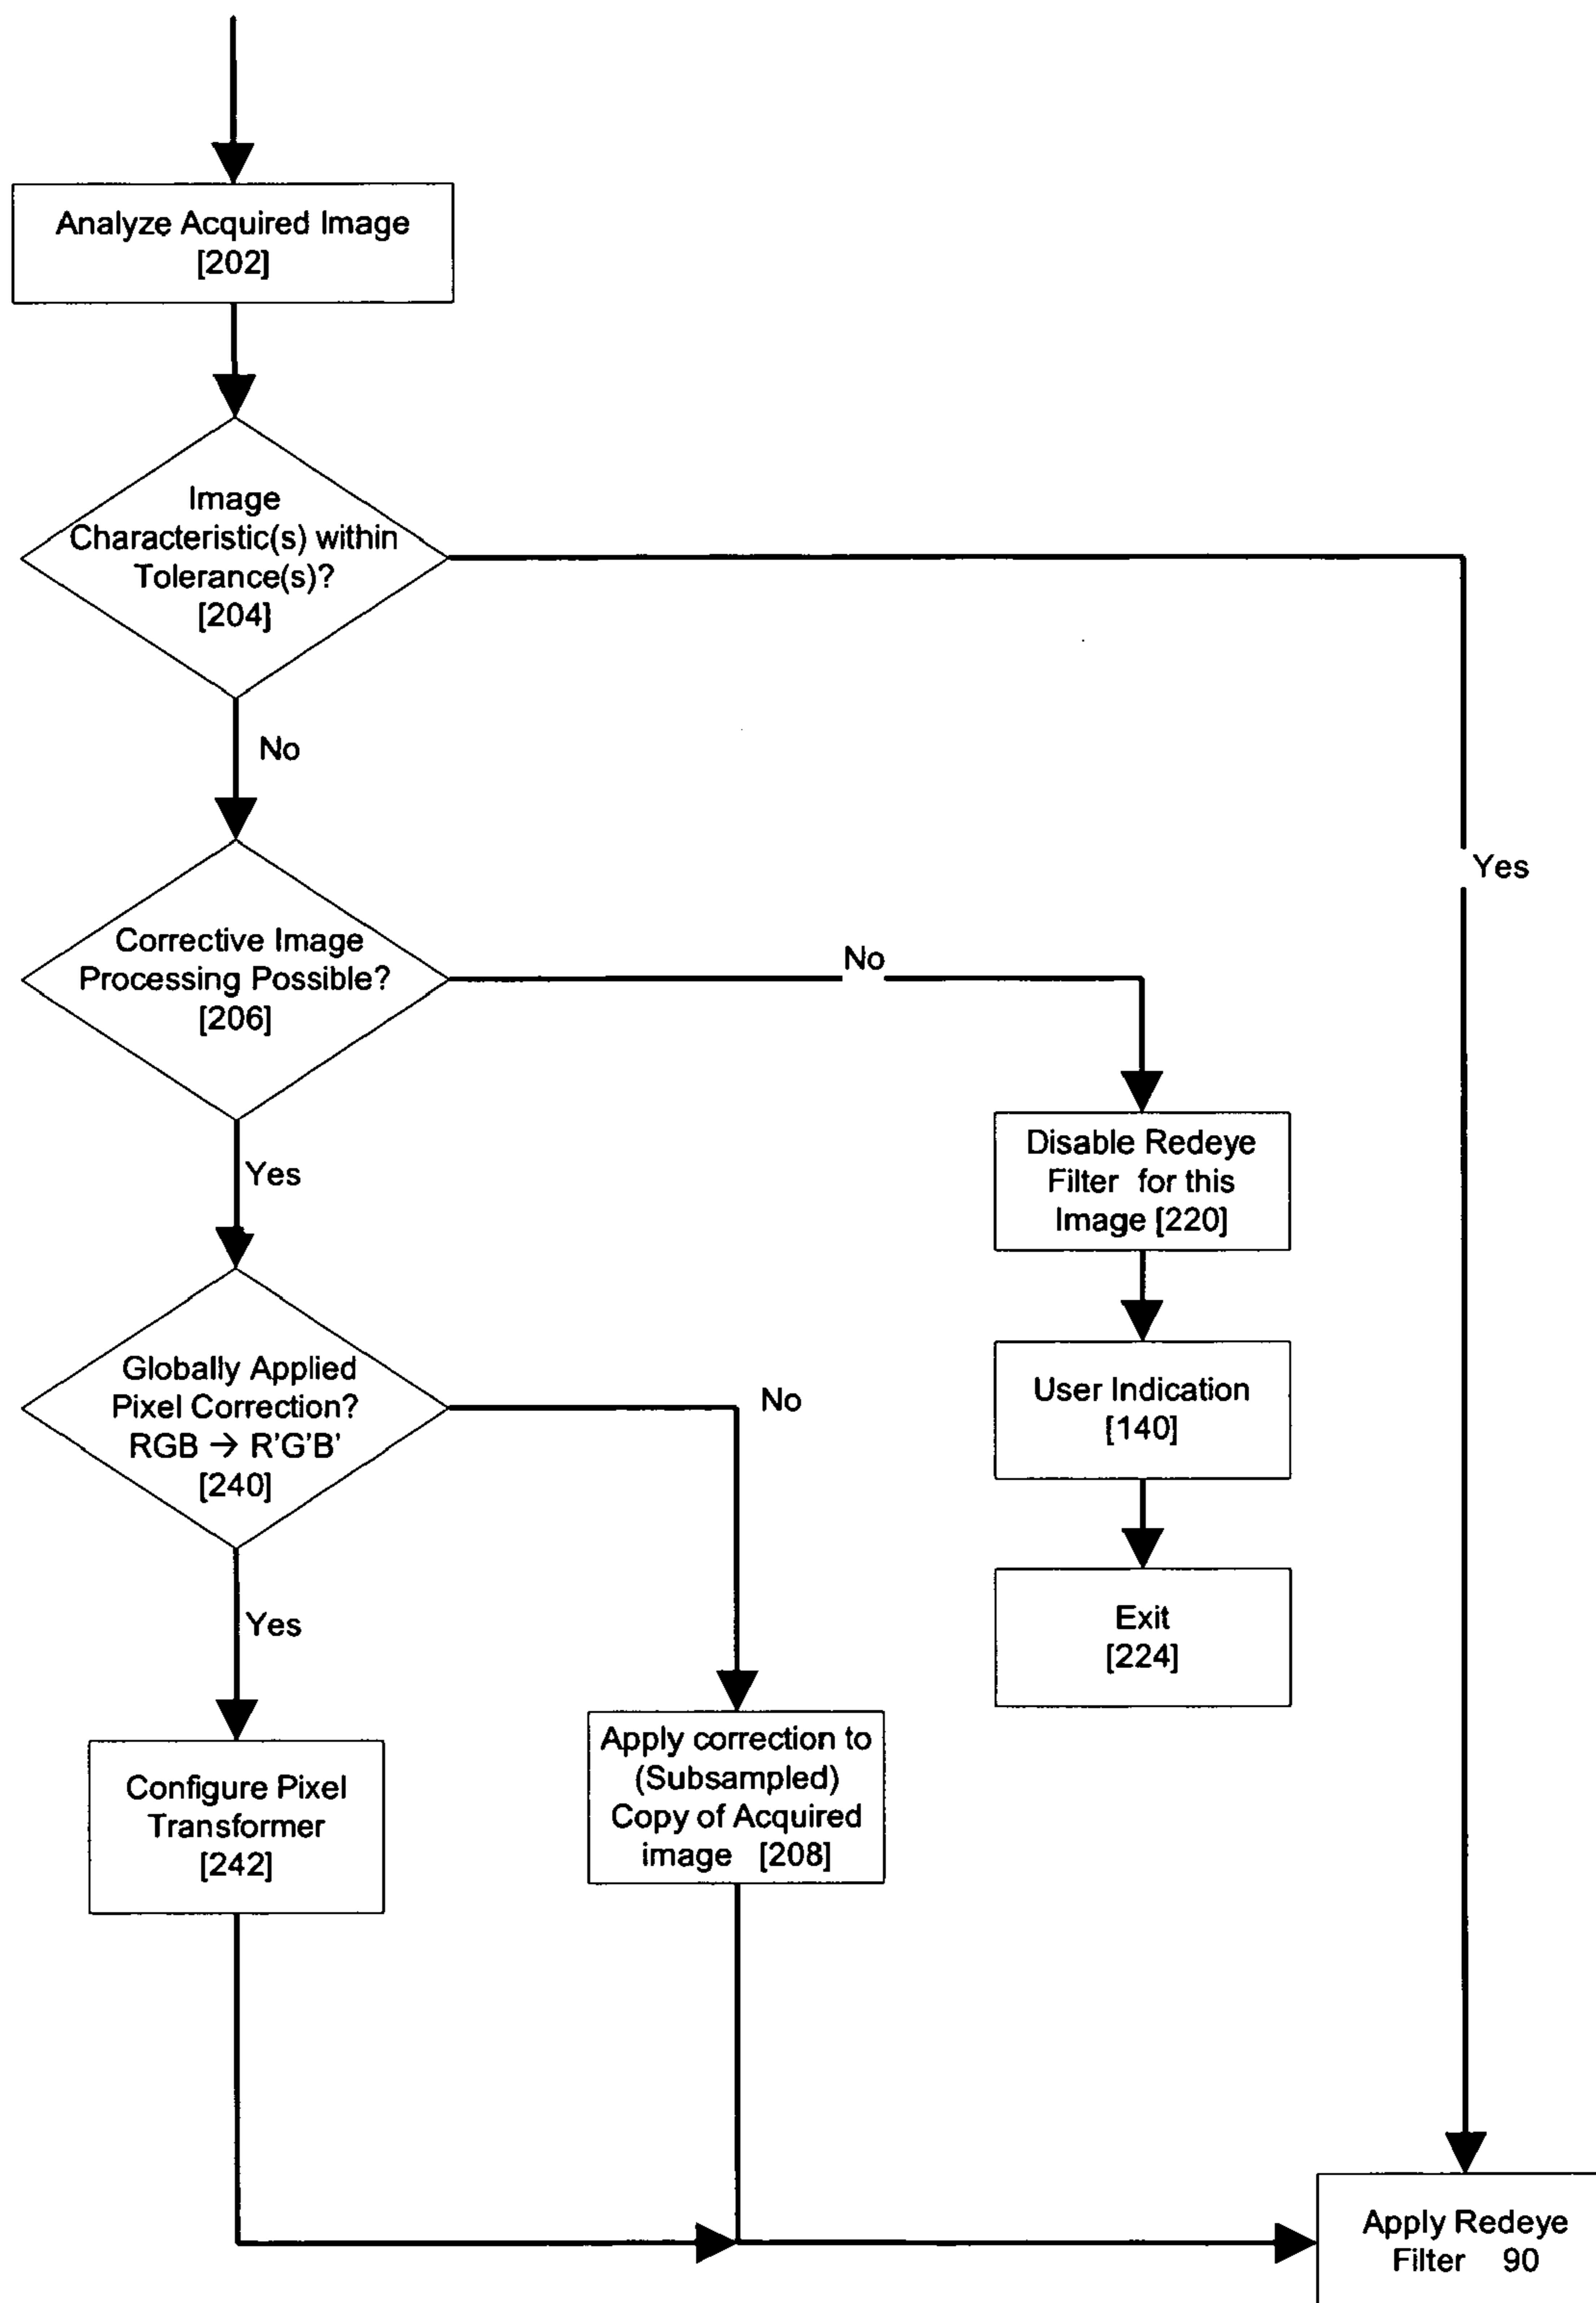 Analyze Acquired Image
[202]
Image
Characteristic(s) within
Tolerance(s)?
[204]
No
Yes
Corrective Image
Processing Possible?
[206]
No
Yes
Disable Redeye
Filter for this
Image [220]
User Indication
[140]
Exit
[224]
Globally Applied
Pixel Correction?
RGB → R'G'B'
[240]
No
Yes
Configure Pixel
Transformer
[242]
Apply correction to
(Subsampled)
Copy of Acquired
image [208]
Apply Redeye
Filter 90